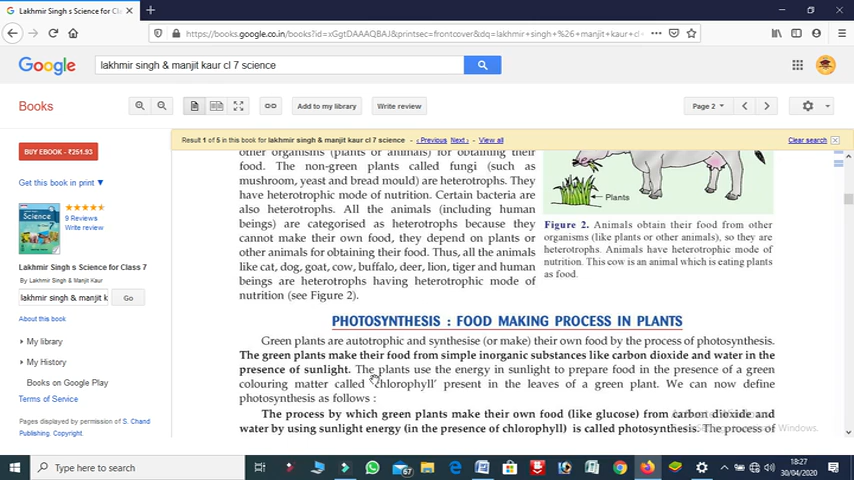 Lakhmir Singh S Science for Cla
https://books.google.co.in/books?id=xGgtDAAAQBAJ&printsec=frontcover&dq=lakhmir+singh+%26+manjit+kaur+cl
Google
lakhmir singh & manjit kaur cl 7 science
Books
Add to my library
Write review
Page 2
Result 1 of 5 in this book for lakhmir singh & manjit kaur cl 7 science
‹ Previous
Next ›
- View all
Clear search
BUY EBOOK - ₹251.93
Get this book in print ▼
9 Reviews
Write review
Lakhmir Singh s Science for Class 7
By Lakhmir Singh & Manjit Kaur
lakhmir singh & manjit k
Go
About this book
My library
My History
Books on Google Play
Terms of Service
Pages displayed by permission of S. Chand
Publishing. Copyright.
other organisms (plants or animals) for obtaining their
food. The non-green plants called fungi (such as
mushroom, yeast and bread mould) are heterotrophs. They
have heterotrophic mode of nutrition. Certain bacteria are
also heterotrophs. All the animals (including human
beings) are categorised as heterotrophs because they
cannot make their own food, they depend on plants or
other animals for obtaining their food. Thus, all the animals
like cat, dog, goat, cow, buffalo, deer, lion, tiger and human
beings are heterotrophs having heterotrophic mode of
nutrition (see Figure 2).
Plants
Figure 2. Animals obtain their food from other
organisms (like plants or other animals), so they are
heterotrophs. Animals have heterotrophic mode of
nutrition. This cow is an animal which is eating plants
as food.
PHOTOSYNTHESIS : FOOD MAKING PROCESS IN PLANTS
Green plants are autotrophic and synthesise (or make) their own food by the process of photosynthesis.
The green plants make their food from simple inorganic substances like carbon dioxide and water in the
presence of sunlight. The plants use the energy in sunlight to prepare food in the presence of a green
colouring matter called 'chlorophyll' present in the leaves of a green plant. We can now define
photosynthesis as follows :
The process by which green plants make their own food (like glucose) from carbon dioxide and
water by using sunlight energy (in the presence of chlorophyll) is called photosynthesis. The process of
Type here to search
67
18:27
30/04/2020